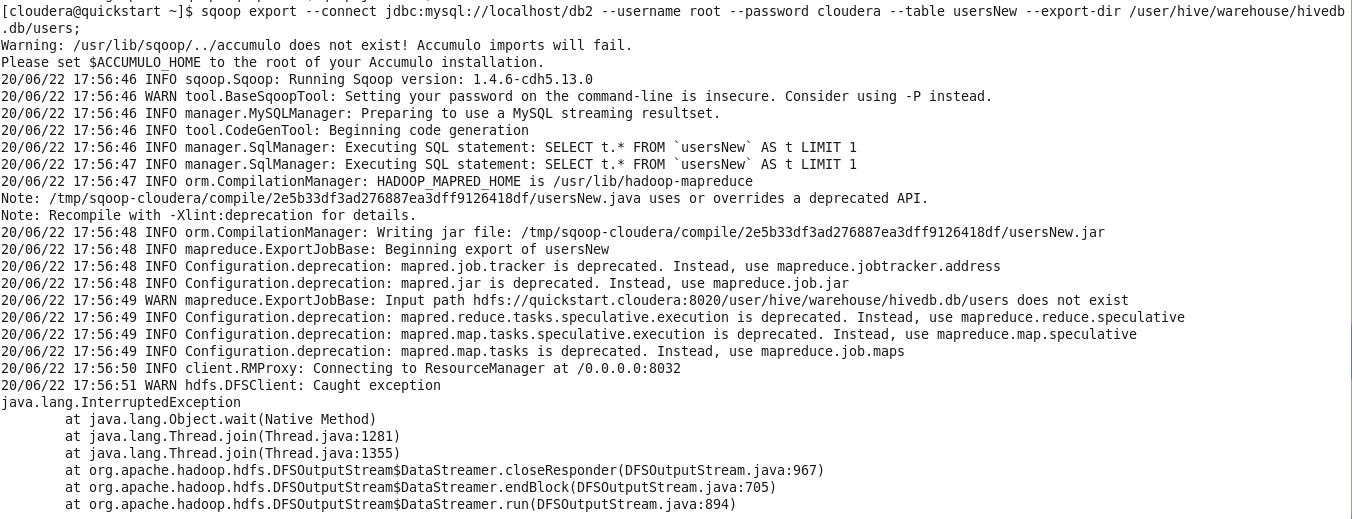 [cloudera@quickstart ~]$ sqoop export --connect jdbc:mysql://localhost/db2 --username root --password cloudera --table usersNew --export-dir /user/hive/warehouse/hivedb
.db/users;
Warning: /usr/lib/sqoop/../accumulo does not exist! Accumulo imports will fail.
Please set $ACCUMULO_HOME to the root of your Accumulo installation.
20/06/22 17:56:46 INFO sqoop.Sqoop: Running Sqoop version: 1.4.6-cdh5.13.0
20/06/22 17:56:46 WARN tool.BaseSqoopTool: Setting your password on the command-line is insecure. Consider using -P instead.
20/06/22 17:56:46 INFO manager.MySQLManager: Preparing to use a MySQL streaming resultset.
20/06/22 17:56:46 INFO tool.CodeGenTool: Beginning code generation
20/06/22 17:56:46 INFO manager.SqlManager: Executing SQL statement: SELECT t.* FROM `usersNew` AS t LIMIT 1
20/06/22 17:56:47 INFO manager.SqlManager: Executing SQL statement: SELECT t.* FROM `usersNew` AS t LIMIT 1
20/06/22 17:56:47 INFO orm.CompilationManager: HADOOP_MAPRED_HOME is /usr/lib/hadoop-mapreduce
Note: /tmp/sqoop-cloudera/compile/2e5b33df3ad276887ea3dff9126418df/usersNew.java uses or overrides a deprecated API.
Note: Recompile with -Xlint:deprecation for details.
20/06/22 17:56:48 INFO orm.CompilationManager: Writing jar file: /tmp/sqoop-cloudera/compile/2e5b33df3ad276887ea3dff9126418df/usersNew.jar
20/06/22 17:56:48 INFO mapreduce.ExportJobBase: Beginning export of usersNew
20/06/22 17:56:48 INFO Configuration.deprecation: mapred.job.tracker is deprecated. Instead, use mapreduce.jobtracker.address
20/06/22 17:56:48 INFO Configuration.deprecation: mapred.jar is deprecated. Instead, use mapreduce.job.jar
20/06/22 17:56:49 WARN mapreduce.ExportJobBase: Input path hdfs://quickstart.cloudera:8020/user/hive/warehouse/hivedb.db/users does not exist
20/06/22 17:56:49 INFO Configuration.deprecation: mapred.reduce.tasks.speculative.execution is deprecated. Instead, use mapreduce.reduce.speculative
20/06/22 17:56:49 INFO Configuration.deprecation: mapred.map.tasks.speculative.execution is deprecated. Instead, use mapreduce.map.speculative
20/06/22 17:56:49 INFO Configuration.deprecation: mapred.map.tasks is deprecated. Instead, use mapreduce.job.maps
20/06/22 17:56:50 INFO client.RMProxy: Connecting to ResourceManager at /0.0.0.0:8032
20/06/22 17:56:51 WARN hdfs.DFSClient: Caught exception
java.lang.InterruptedException
        at java.lang.Object.wait(Native Method)
        at java.lang.Thread.join(Thread.java:1281)
        at java.lang.Thread.join(Thread.java:1355)
        at org.apache.hadoop.hdfs.DFSOutputStream$DataStreamer.closeResponder(DFSOutputStream.java:967)
        at org.apache.hadoop.hdfs.DFSOutputStream$DataStreamer.endBlock(DFSOutputStream.java:705)
        at org.apache.hadoop.hdfs.DFSOutputStream$DataStreamer.run(DFSOutputStream.java:894)